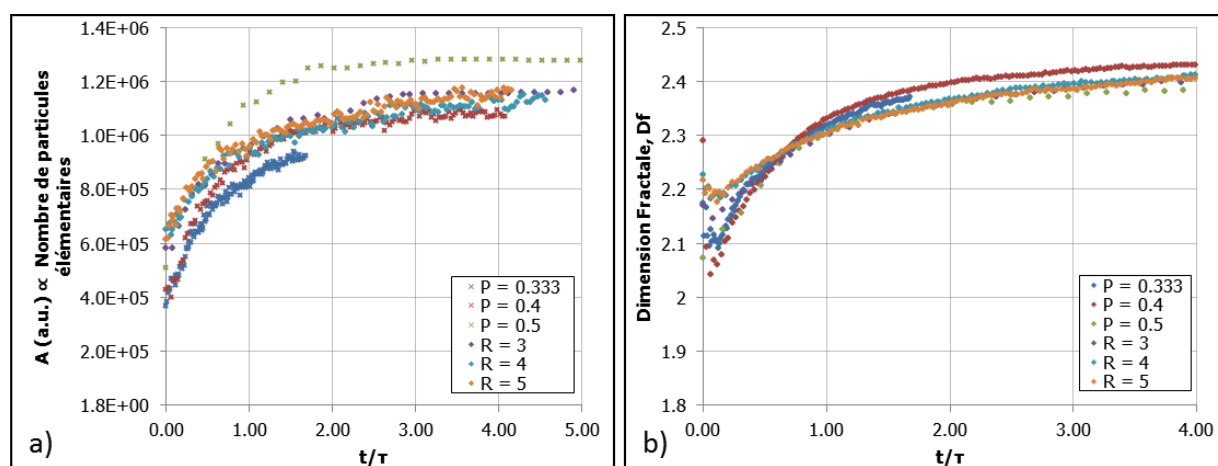 1.4E+06
1.2E+06
1.0E+06
8.0E+05
6.0E+05
4.0E+05
2.0E+05
1.8E+00
A (a.u.) ∝ Nombre de particules
élémentaires
0.00 1.00 2.00 3.00 4.00 5.00
t/τ
P = 0.333
P = 0.4
P = 0.5
R = 3
R = 4
R = 5
a)
2.5
2.4
2.3
2.2
2.1
2
1.9
1.8
Dimension Fractale, Df
0.00 1.00 2.00 3.00 4.00
t/τ
P = 0.333
P = 0.4
P = 0.5
R = 3
R = 4
R = 5
b)